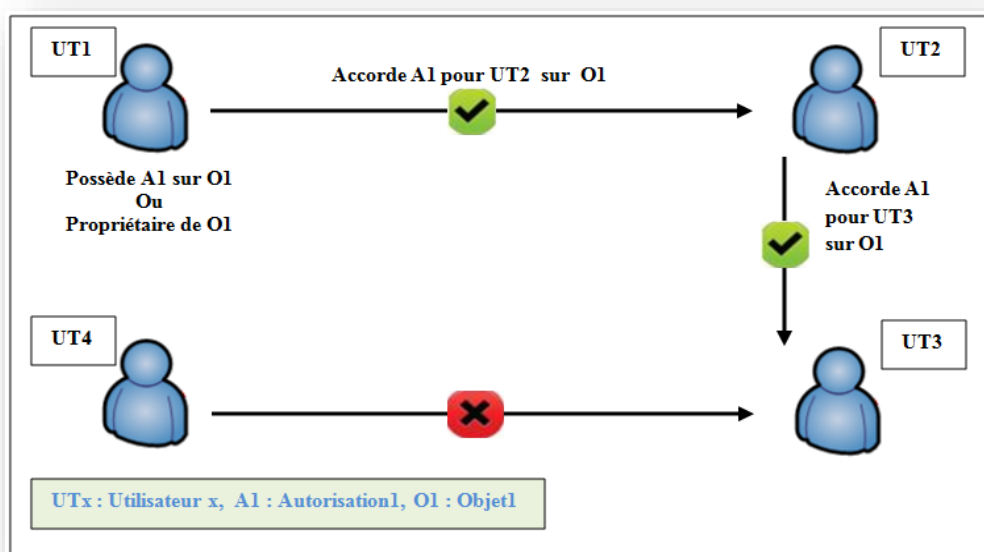 UT1
UT2
Accorde A1 pour UT2 sur O1
Possède A1 sur O1
Ou
Propriétaire de O1
Accorde A1
pour UT3
sur O1
UT4
UT3
UTx : Utilisateur x, A1 : Autorisation1, O1 : Objet1